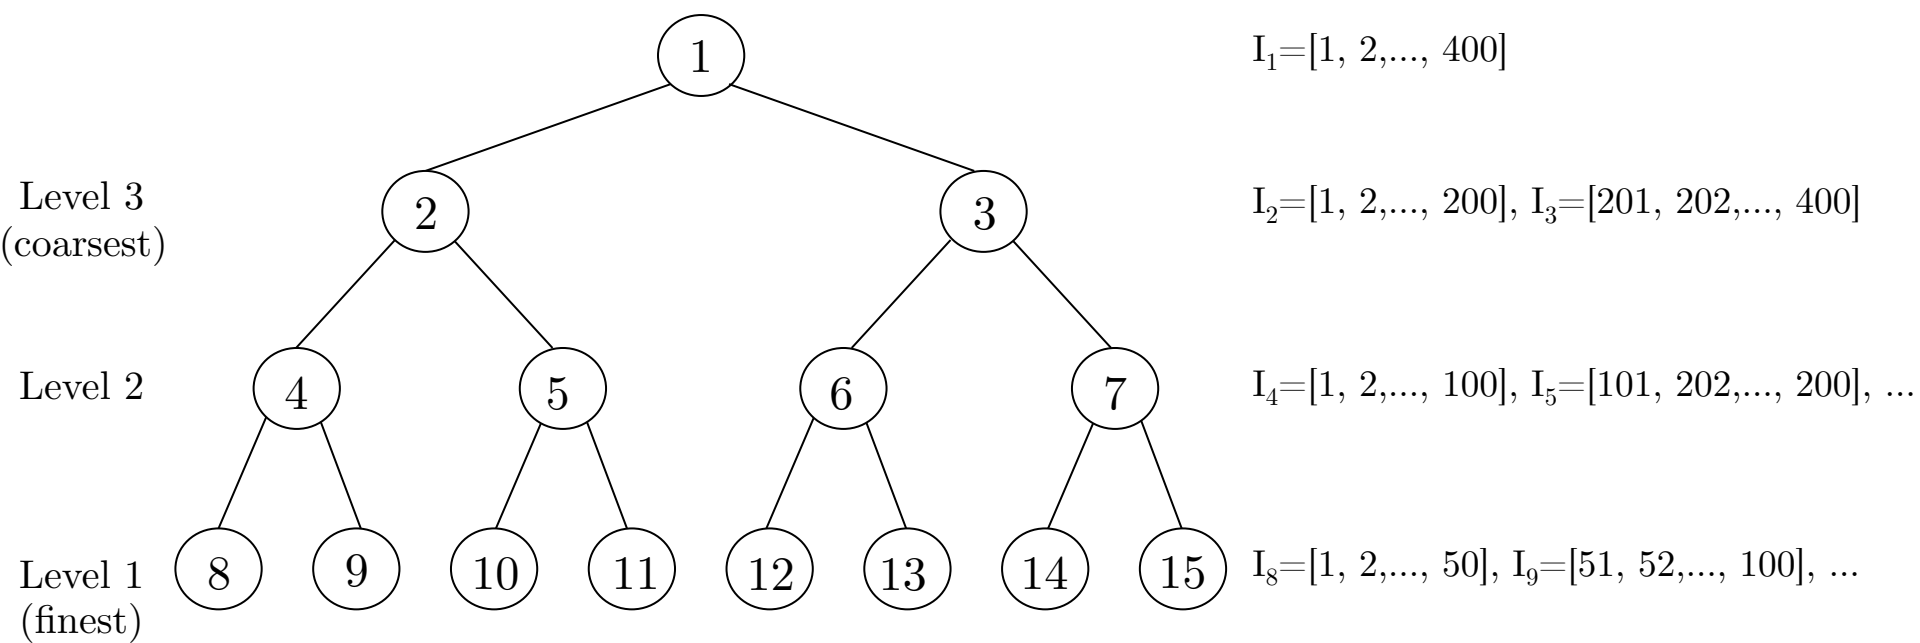 1 I₁=[1, 2,..., 400]
Level 3
(coarsest)
2 3 I₂=[1, 2,..., 200], I₃=[201, 202,..., 400]
Level 2 4 5 6 7 I₄=[1, 2,..., 100], I₅=[101, 202,..., 200], ...
Level 1
(finest)
8 9 10 11 12 13 14 15 I₈=[1, 2,..., 50], I₉=[51, 52,..., 100], ...